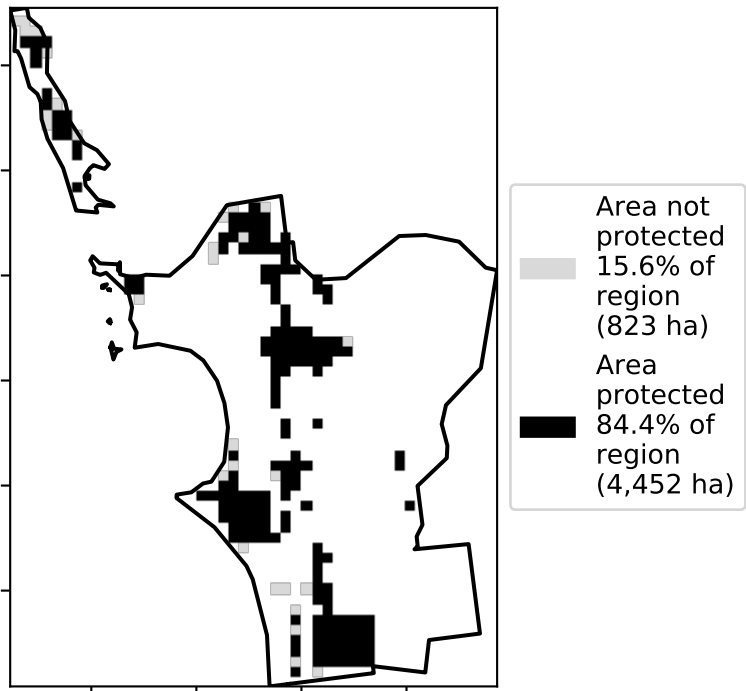 Area not
protected
15.6% of
region
(823 ha)
Area
protected
84.4% of
region
(4,452 ha)